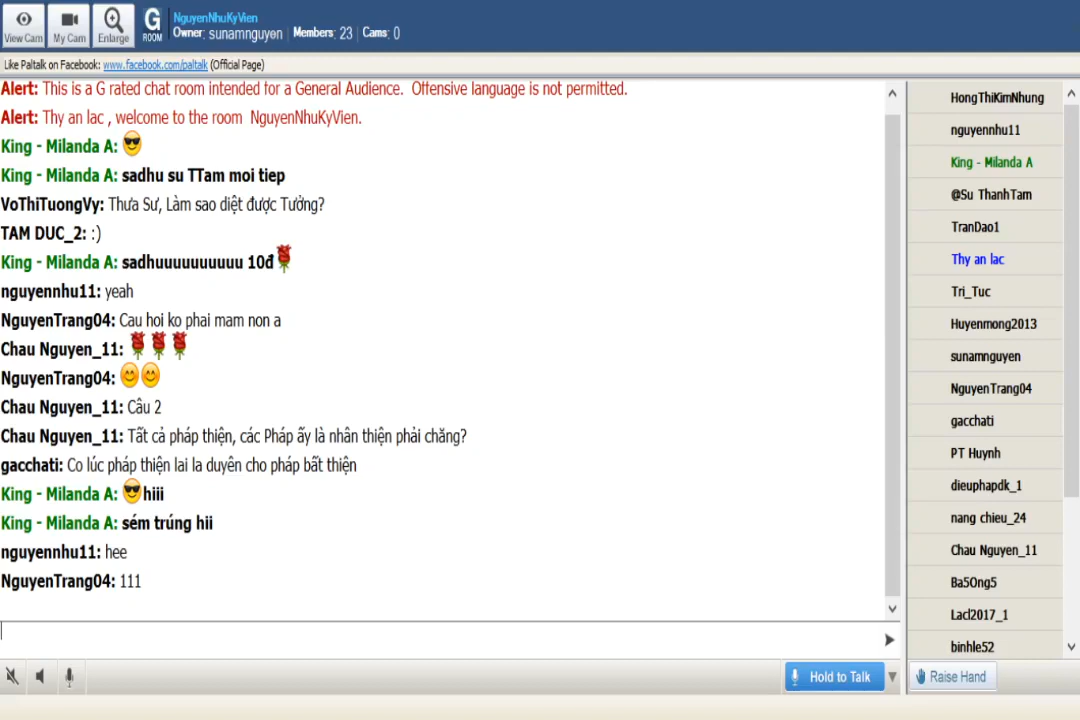 View Cam
My Cam
Enlarge
G
ROOM
NguyenNhuKyVien
Owner: sunamnguyen Members: 23 Cams: 0
Like Paltalk on Facebook: www.facebook.com/paltalk (Official Page)
Alert: This is a G rated chat room intended for a General Audience. Offensive language is not permitted.
Alert: Thy an lac , welcome to the room NguyenNhuKyVien.
King - Milanda A:
King - Milanda A: sadhu su TTam moi tiep
VoThiTuongVy: Thưa Sư, Làm sao diệt được Tưởng?
TAM DUC_2: :)
King - Milanda A: sadhuuuuuuuuuu 10đ
nguyennhu11: yeah
NguyenTrang04: Cau hoi ko phai mam non a
Chau Nguyen_11:
NguyenTrang04:
Chau Nguyen_11: Câu 2
Chau Nguyen_11: Tất cả pháp thiện, các Pháp ấy là nhân thiện phải chăng?
gacchati: Co lúc pháp thiện lai la duyên cho pháp bất thiện
King - Milanda A: hiii
King - Milanda A: sém trúng hii
nguyennhu11: hee
NguyenTrang04: 111
HongThiKimNhung
nguyennhu11
King - Milanda A
@Su ThanhTam
TranDao1
Thy an lac
Tri_Tuc
Huyenmong2013
sunamnguyen
NguyenTrang04
gacchati
PT Huynh
dieuphapdk_1
nang chieu_24
Chau Nguyen_11
Ba5Ong5
Lacl2017_1
binhle52
Hold to Talk
Raise Hand